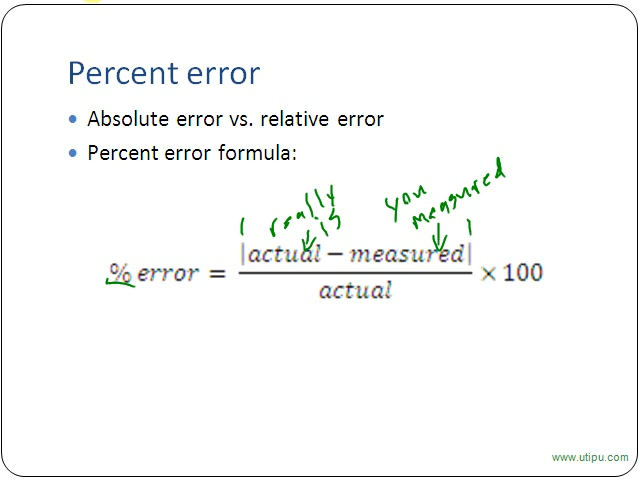 Percent error
• Absolute error vs. relative error
• Percent error formula:
really is
you measured
% error = |actual − measured| / actual × 100
www.utipu.com